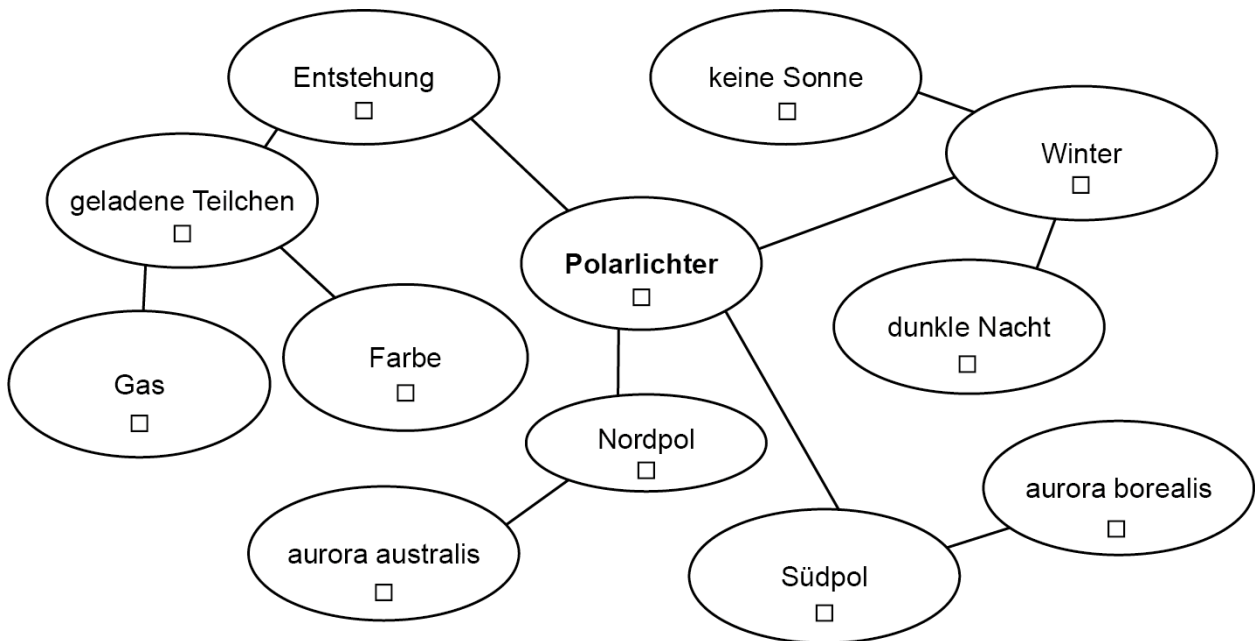 Entstehung
☐
keine Sonne
☐
Winter
☐
geladene Teilchen
☐
Polarlichter
☐
dunkle Nacht
☐
Farbe
☐
Gas
☐
Nordpol
☐
aurora borealis
☐
aurora australis
☐
Südpol
☐